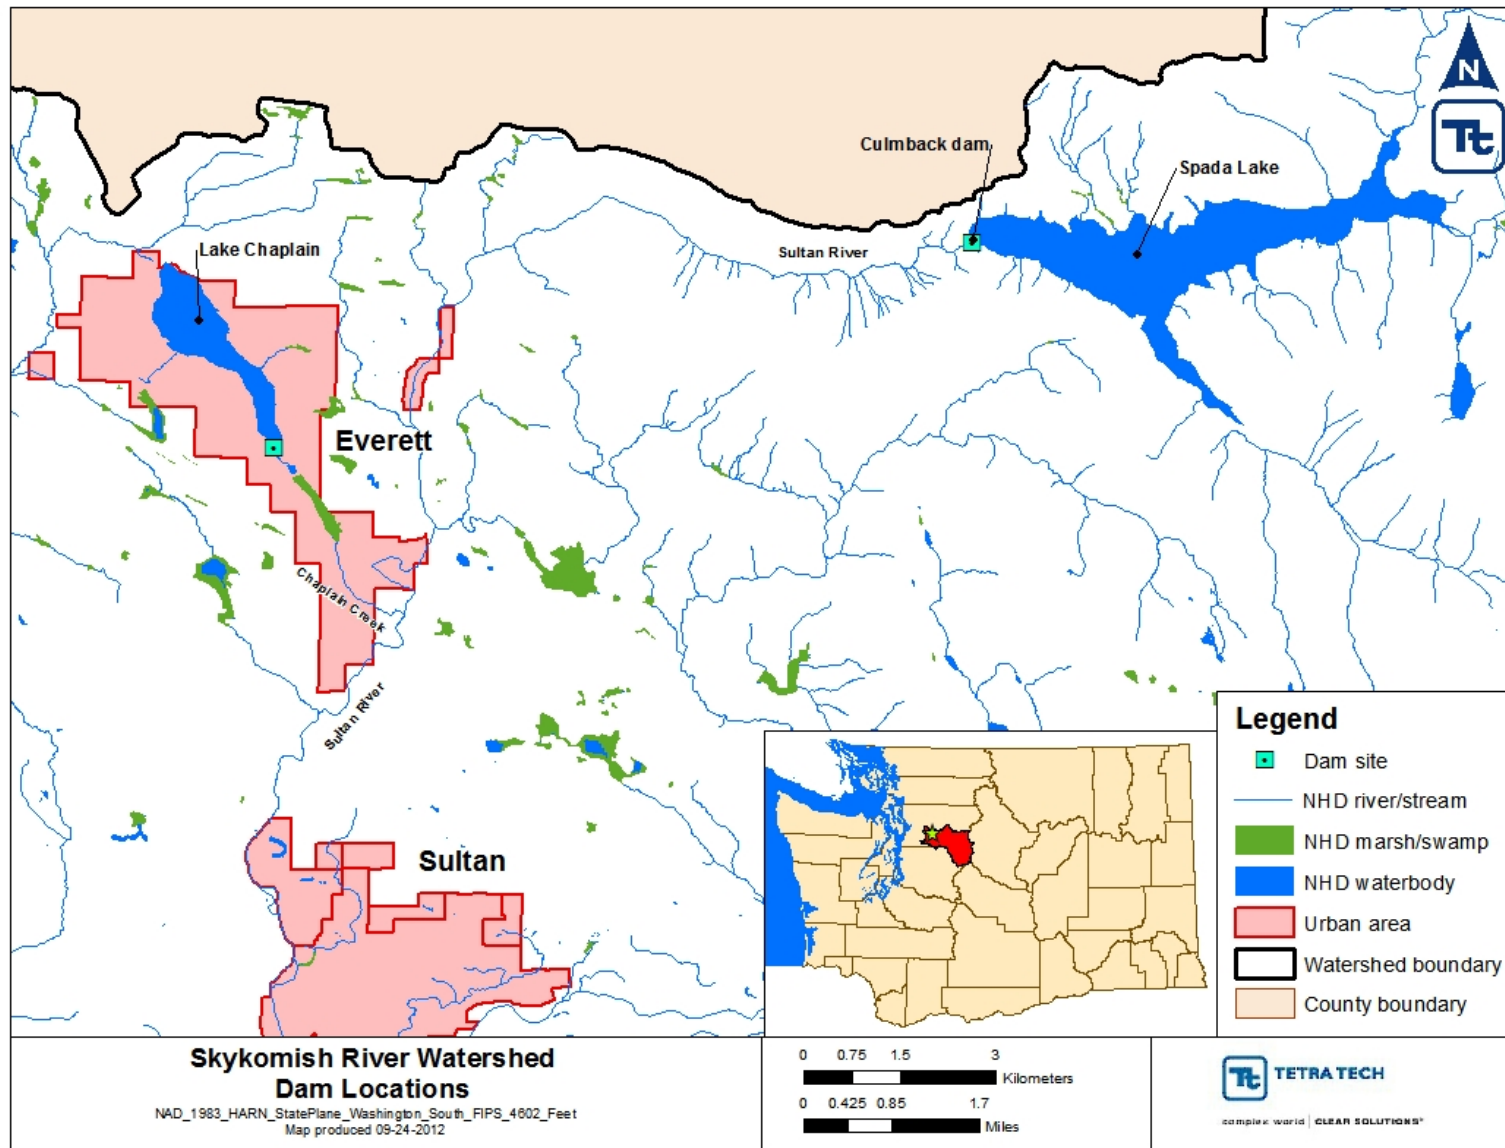 N
Tt
Culmback dam
Spada Lake
Sultan River
Lake Chaplain
Everett
Chaplain Creek
Sultan River
Sultan
Legend
Dam site
NHD river/stream
NHD marsh/swamp
NHD waterbody
Urban area
Watershed boundary
County boundary
Skykomish River Watershed
Dam Locations
NAD_1983_HARN_StatePlane_Washington_South_FIPS_4602_Feet
Map produced 09-24-2012
0 0.75 1.5 3
Kilometers
0 0.425 0.85 1.7
Miles
Tt TETRA TECH
complex world | CLEAR SOLUTIONS™